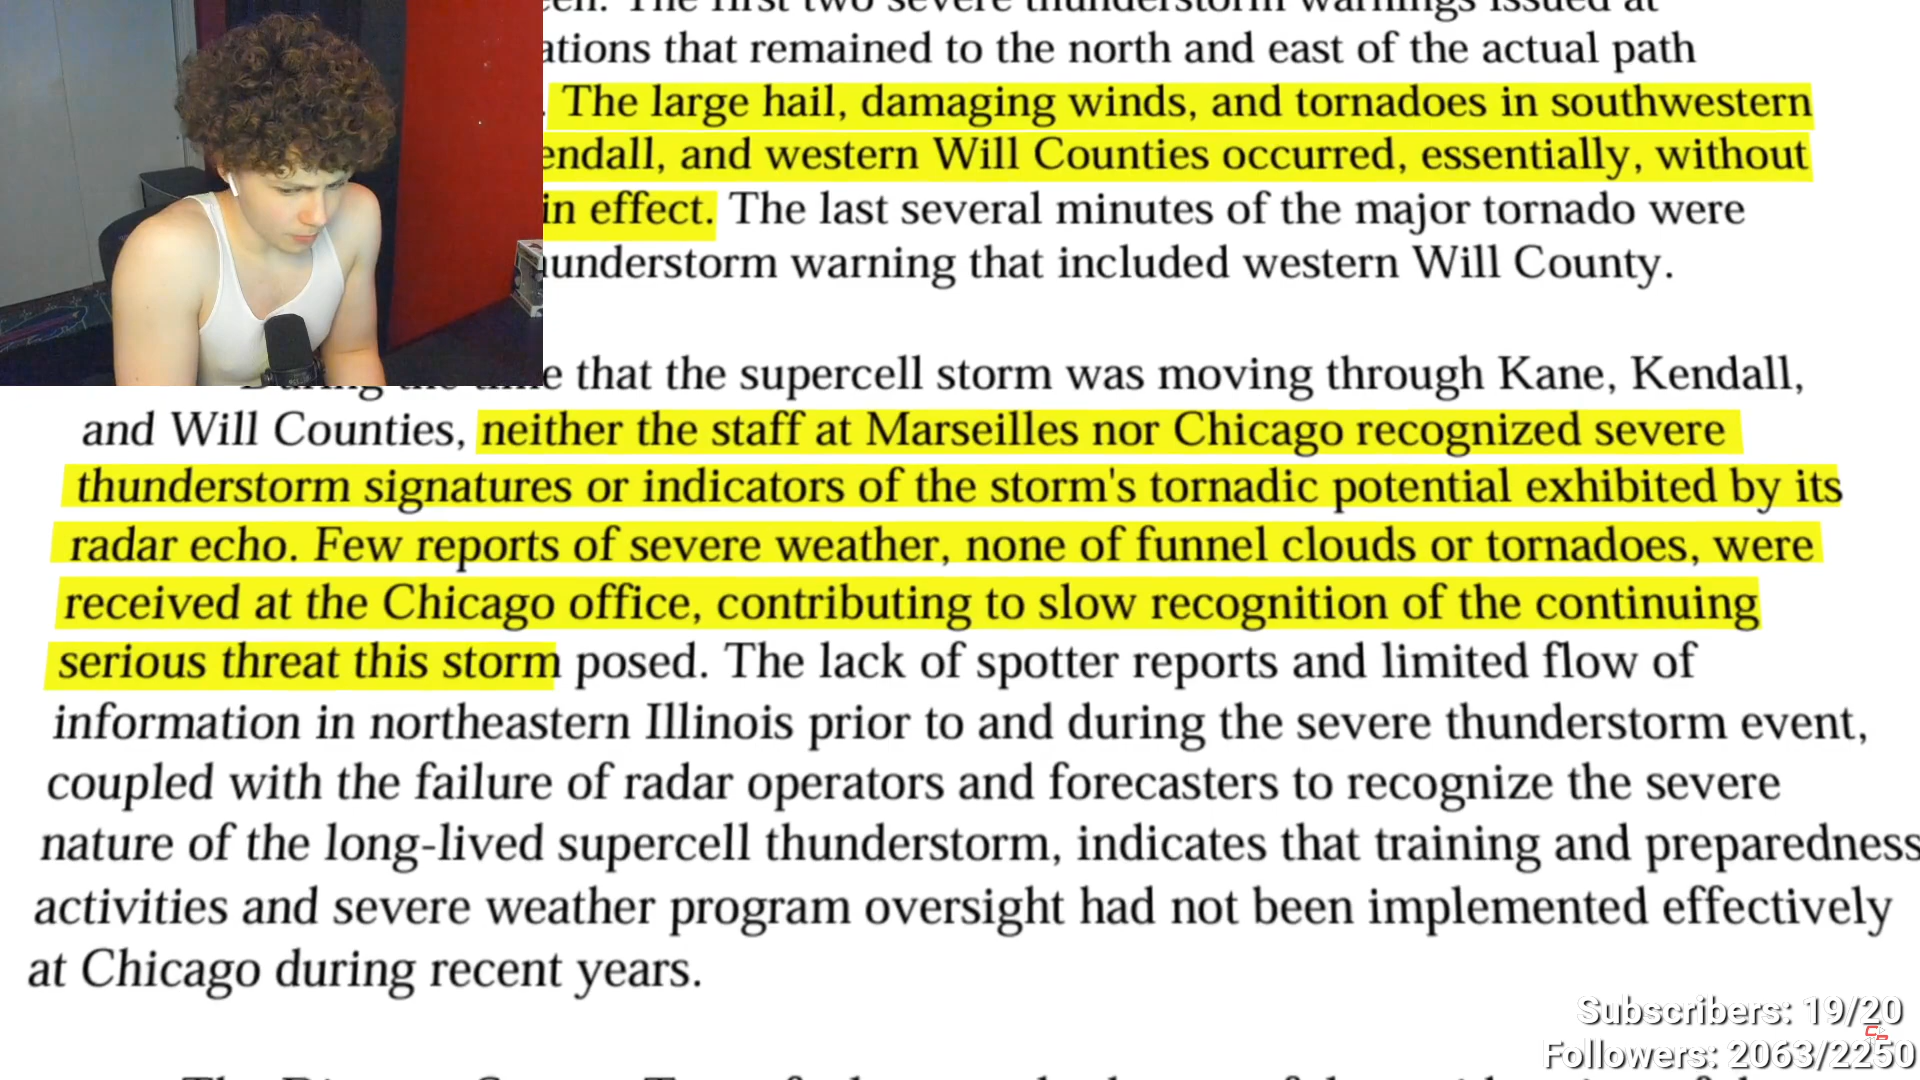 The first two severe thunderstorm warnings issued at
ations that remained to the north and east of the actual path
. The large hail, damaging winds, and tornadoes in southwestern
endall, and western Will Counties occurred, essentially, without
in effect. The last several minutes of the major tornado were
understorm warning that included western Will County.
e that the supercell storm was moving through Kane, Kendall,
and Will Counties, neither the staff at Marseilles nor Chicago recognized severe
thunderstorm signatures or indicators of the storm's tornadic potential exhibited by its
radar echo. Few reports of severe weather, none of funnel clouds or tornadoes, were
received at the Chicago office, contributing to slow recognition of the continuing
serious threat this storm posed. The lack of spotter reports and limited flow of
information in northeastern Illinois prior to and during the severe thunderstorm event,
coupled with the failure of radar operators and forecasters to recognize the severe
nature of the long-lived supercell thunderstorm, indicates that training and preparedness
activities and severe weather program oversight had not been implemented effectively
at Chicago during recent years.
Subscribers: 19/20
Followers: 2063/2250